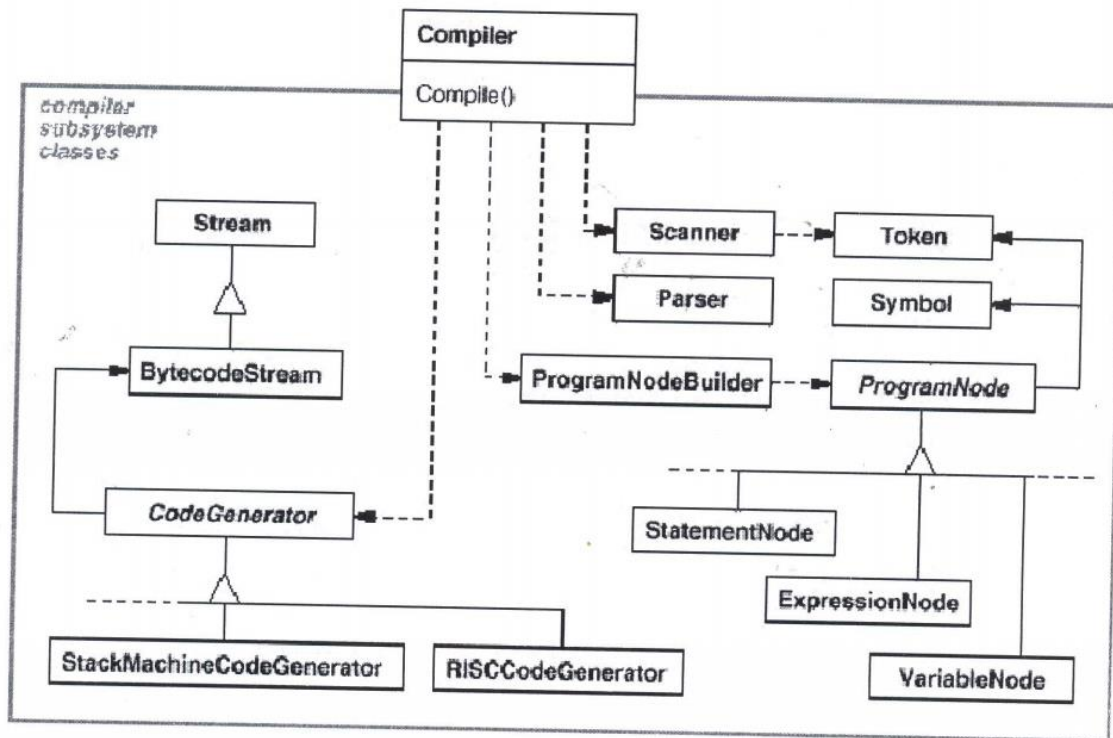 Compiler
Compile()
compiler
subsystem
classes
Stream
Scanner
Token
Parser
Symbol
BytecodeStream
ProgramNodeBuilder
ProgramNode
CodeGenerator
StatementNode
ExpressionNode
StackMachineCodeGenerator
RISCCodeGenerator
VariableNode